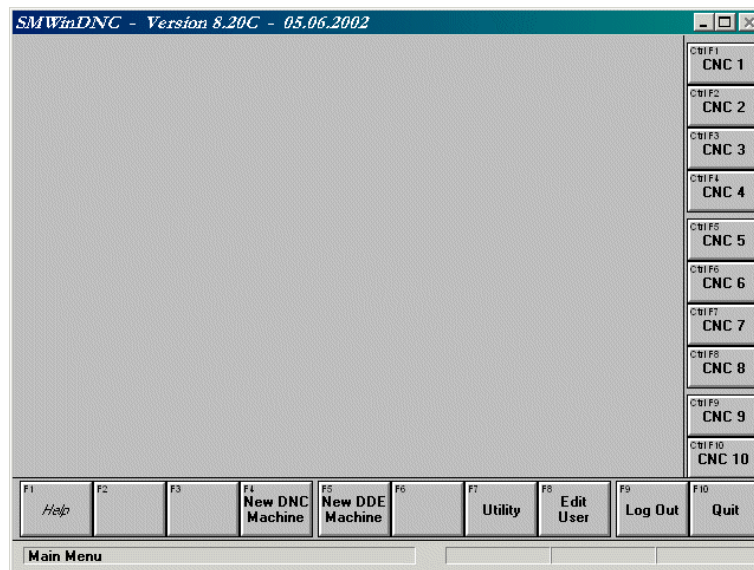 SMWinDNC - Version 8.20C - 05.06.2002
Ctrl F1
CNC 1
Ctrl F2
CNC 2
Ctrl F3
CNC 3
Ctrl F4
CNC 4
Ctrl F5
CNC 5
Ctrl F6
CNC 6
Ctrl F7
CNC 7
Ctrl F8
CNC 8
Ctrl F9
CNC 9
Ctrl F10
CNC 10
F1
Help
F2
F3
F4
New DNC
Machine
F5
New DDE
Machine
F6
F7
Utility
F8
Edit
User
F9
Log Out
F10
Quit
Main Menu